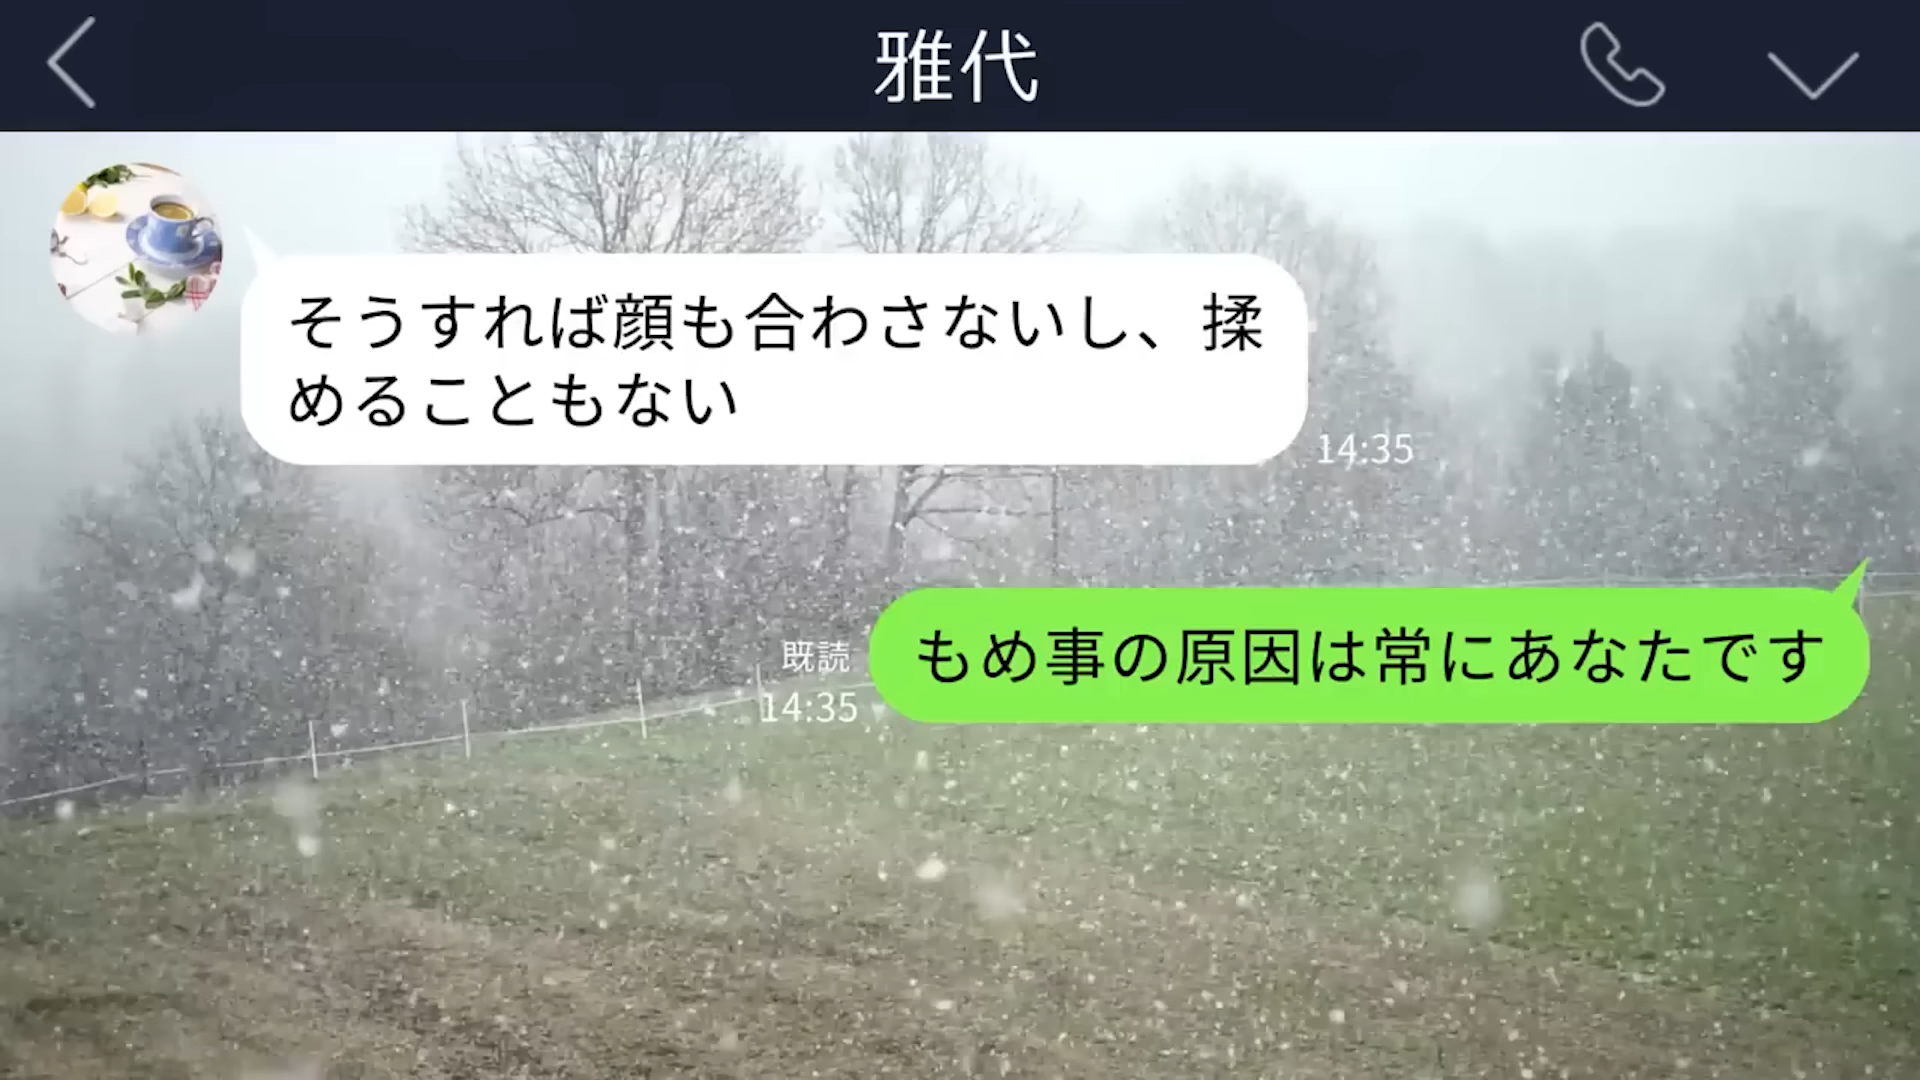 雅代
そうすれば顔も合わさないし、揉
めることもない
14:35
もめ事の原因は常にあなたです
既読
14:35